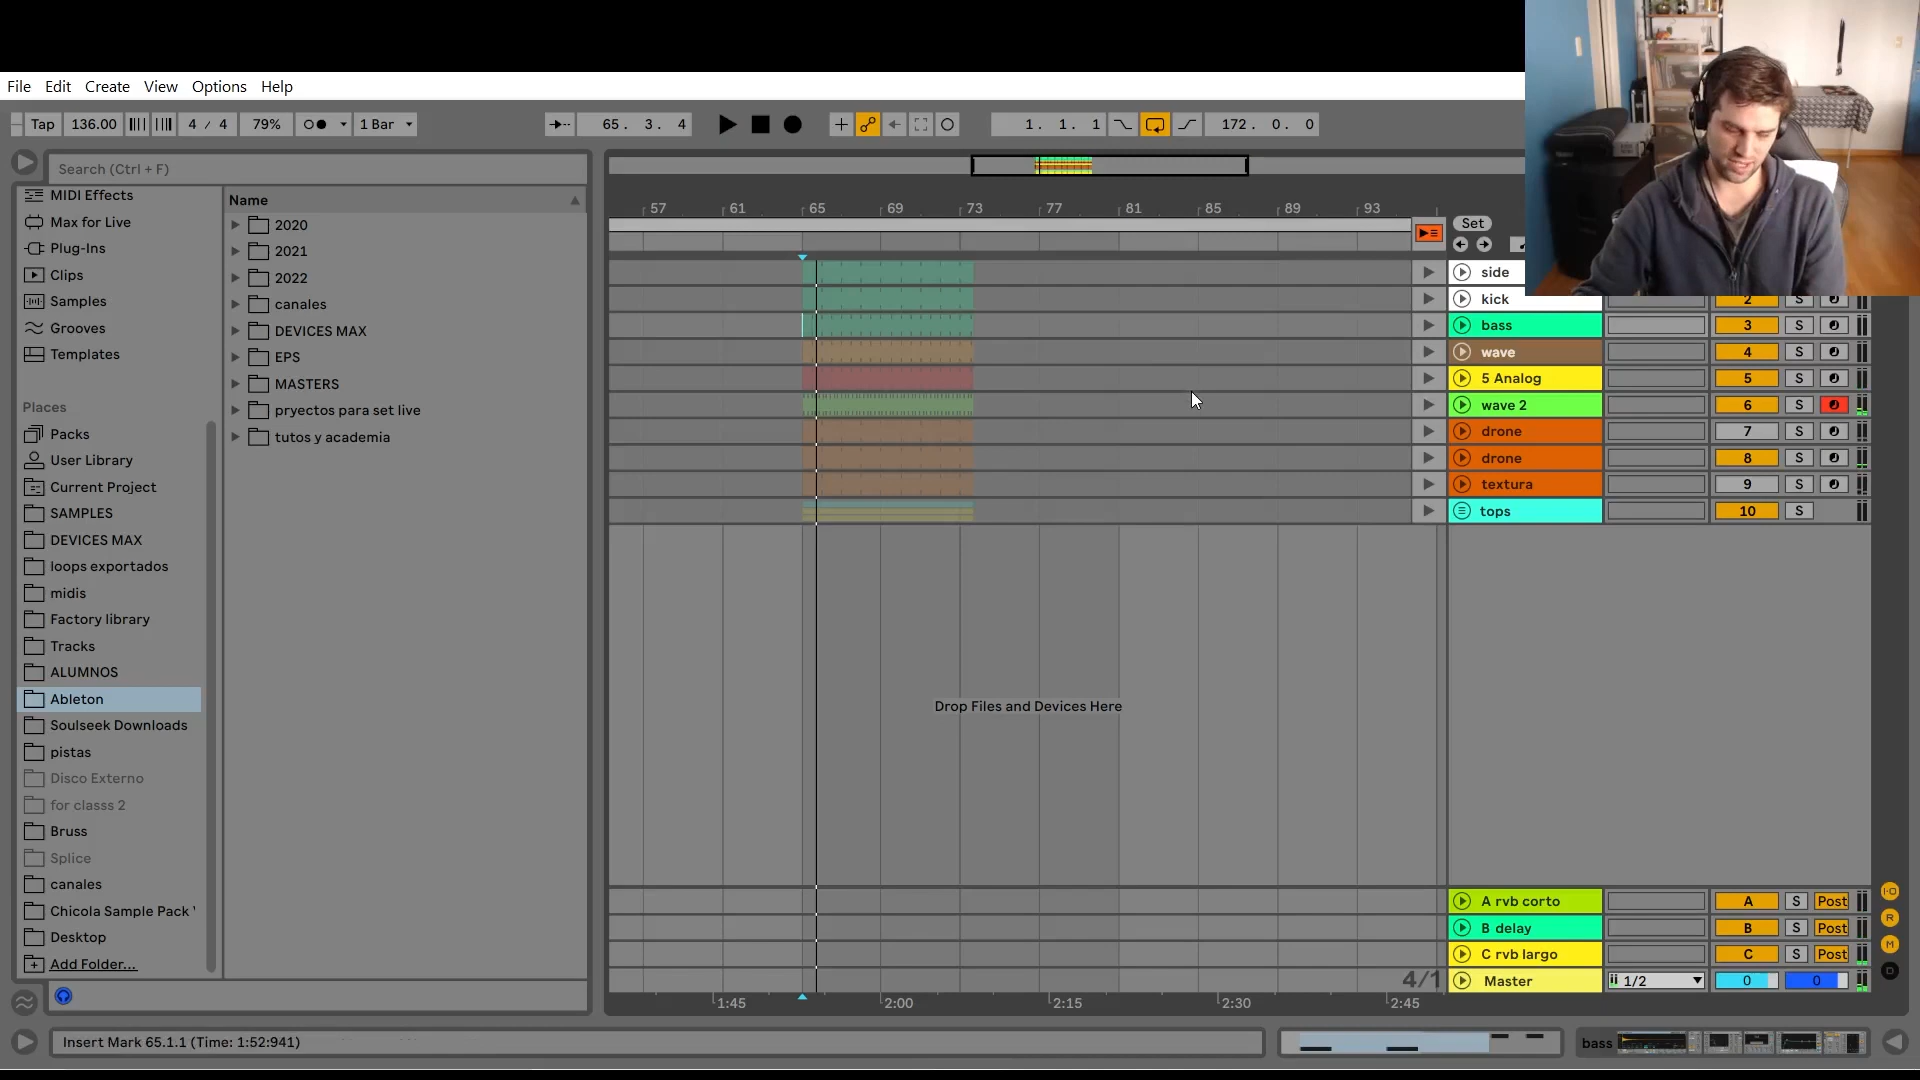 File Edit Create View Options Help
Tap 136.00 4 / 4 79% 1 Bar 65. 3. 4 1. 1. 1 172. 0. 0
Search (Ctrl + F)
MIDI Effects
Max for Live
Plug-Ins
Clips
Samples
Grooves
Templates
Places
Packs
User Library
Current Project
SAMPLES
DEVICES MAX
loops exportados
midis
Factory library
Tracks
ALUMNOS
Ableton
Soulseek Downloads
pistas
Disco Externo
for classs 2
Bruss
Splice
canales
Chicola Sample Pack
Desktop
Add Folder...
Name
2020
2021
2022
canales
DEVICES MAX
EPS
MASTERS
pryectos para set live
tutos y academia
57 61 65 69 73 77 81 85 89 93
Set
side
kick 2 S
bass 3 S
wave 4 S
5 Analog 5 S
wave 2 6 S
drone 7 S
drone 8 S
textura 9 S
tops 10 S
Drop Files and Devices Here
A rvb corto A S Post
B delay B S Post
C rvb largo C S Post
4/1 Master 1/2 0 0
1:45 2:00 2:15 2:30 2:45
I·O
R
M
D
Insert Mark 65.1.1 (Time: 1:52:941)
bass